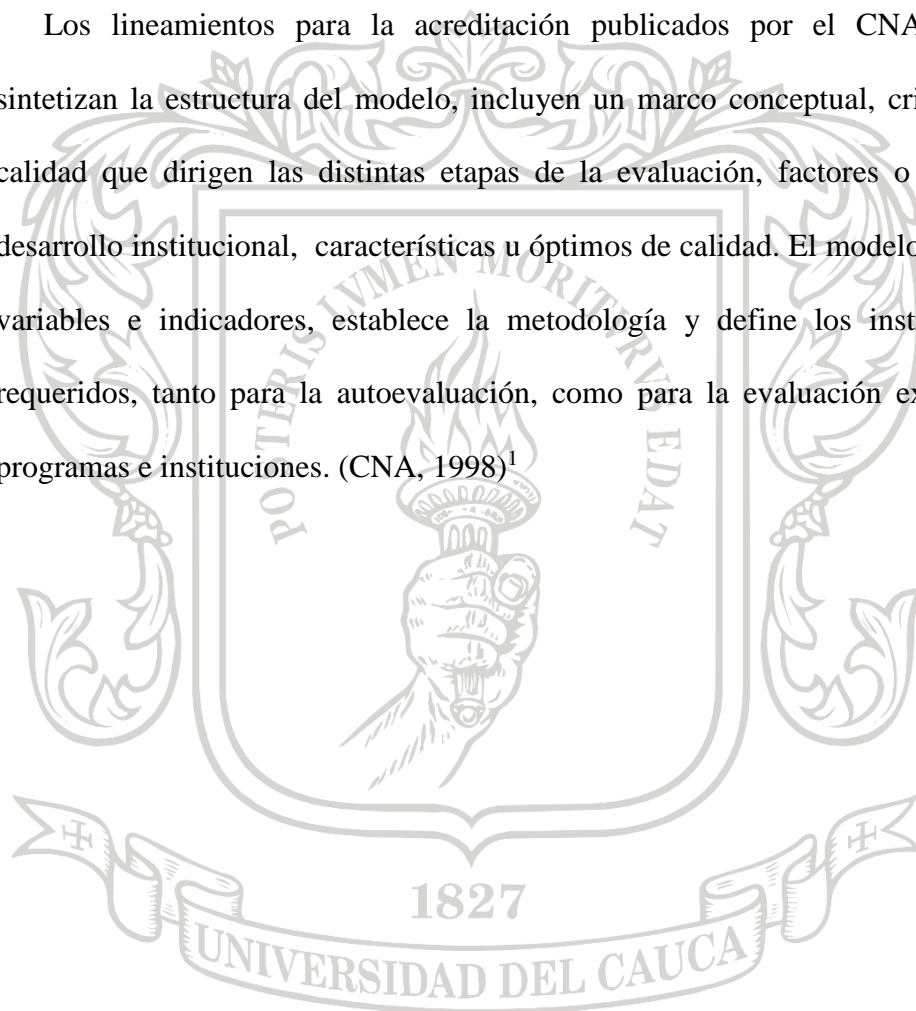 Los lineamientos para la acreditación publicados por el CNA
sintetizan la estructura del modelo, incluyen un marco conceptual, cri
calidad que dirigen las distintas etapas de la evaluación, factores o
desarrollo institucional, características u óptimos de calidad. El modelo
variables e indicadores, establece la metodología y define los inst
requeridos, tanto para la autoevaluación, como para la evaluación ex
programas e instituciones. (CNA, 1998)¹
POSTERIS LVMEN MORITVRVS EDAT
1827
UNIVERSIDAD DEL CAUCA